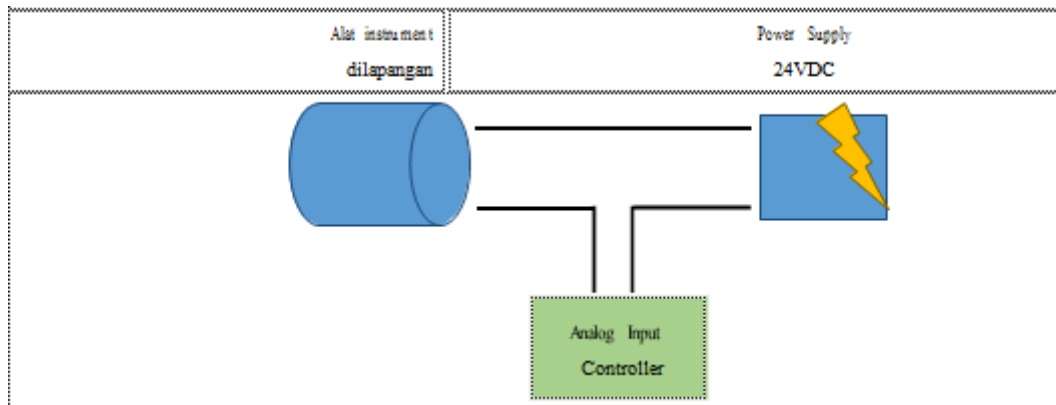 Alat instrument
dilapangan
Power Supply
24VDC
Analog Input
Controller